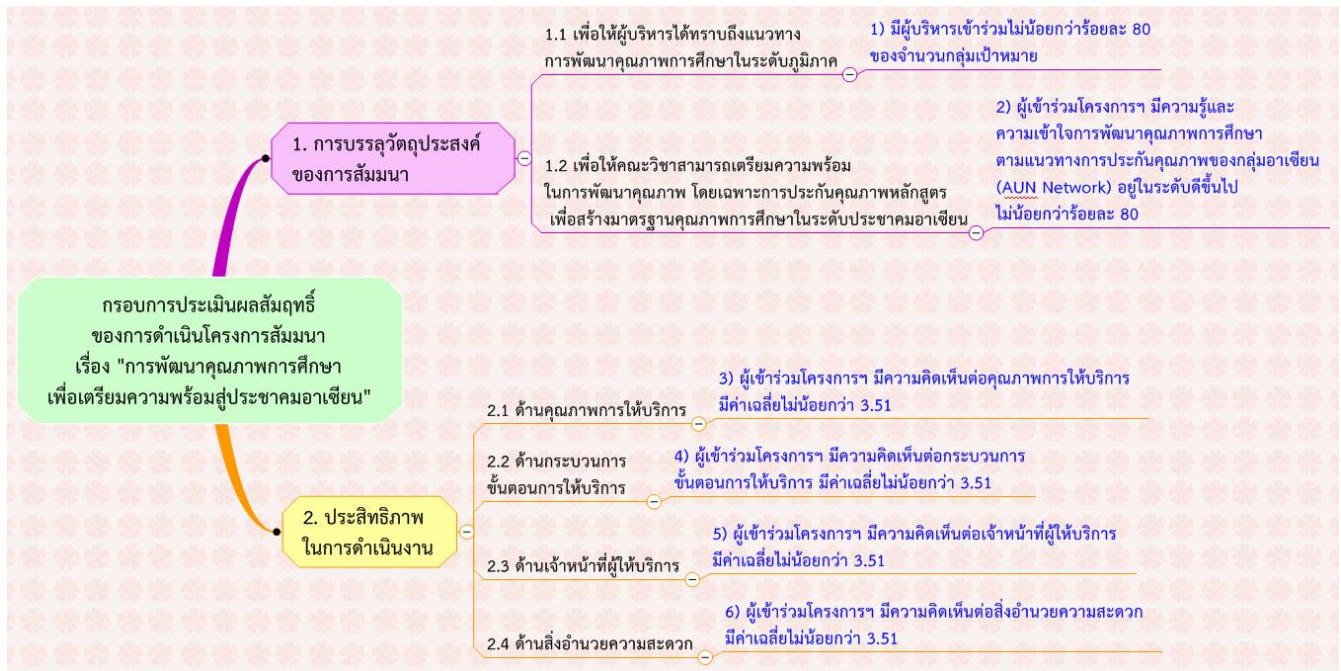 กรอบการประเมินผลสัมฤทธิ์
ของการดำเนินโครงการสัมมนา
เรื่อง "การพัฒนาคุณภาพการศึกษา
เพื่อเตรียมความพร้อมสู่ประชาคมอาเซียน"
1. การบรรลุวัตถุประสงค์
ของการสัมมนา
1.1 เพื่อให้ผู้บริหารได้ทราบถึงแนวทาง
การพัฒนาคุณภาพการศึกษาในระดับภูมิภาค
1) มีผู้บริหารเข้าร่วมไม่น้อยกว่าร้อยละ 80
ของจำนวนกลุ่มเป้าหมาย
1.2 เพื่อให้คณะวิชาสามารถเตรียมความพร้อม
ในการพัฒนาคุณภาพ โดยเฉพาะการประกันคุณภาพหลักสูตร
เพื่อสร้างมาตรฐานคุณภาพการศึกษาในระดับประชาคมอาเซียน
2) ผู้เข้าร่วมโครงการฯ มีความรู้และ
ความเข้าใจการพัฒนาคุณภาพการศึกษา
ตามแนวทางการประกันคุณภาพของกลุ่มอาเซียน
(AUN Network) อยู่ในระดับดีขึ้นไป
ไม่น้อยกว่าร้อยละ 80
2. ประสิทธิภาพ
ในการดำเนินงาน
2.1 ด้านคุณภาพการให้บริการ
3) ผู้เข้าร่วมโครงการฯ มีความคิดเห็นต่อคุณภาพการให้บริการ
มีค่าเฉลี่ยไม่น้อยกว่า 3.51
2.2 ด้านกระบวนการ
ขั้นตอนการให้บริการ
4) ผู้เข้าร่วมโครงการฯ มีความคิดเห็นต่อกระบวนการ
ขั้นตอนการให้บริการ มีค่าเฉลี่ยไม่น้อยกว่า 3.51
2.3 ด้านเจ้าหน้าที่ผู้ให้บริการ
5) ผู้เข้าร่วมโครงการฯ มีความคิดเห็นต่อเจ้าหน้าที่ผู้ให้บริการ
มีค่าเฉลี่ยไม่น้อยกว่า 3.51
2.4 ด้านสิ่งอำนวยความสะดวก
6) ผู้เข้าร่วมโครงการฯ มีความคิดเห็นต่อสิ่งอำนวยความสะดวก
มีค่าเฉลี่ยไม่น้อยกว่า 3.51